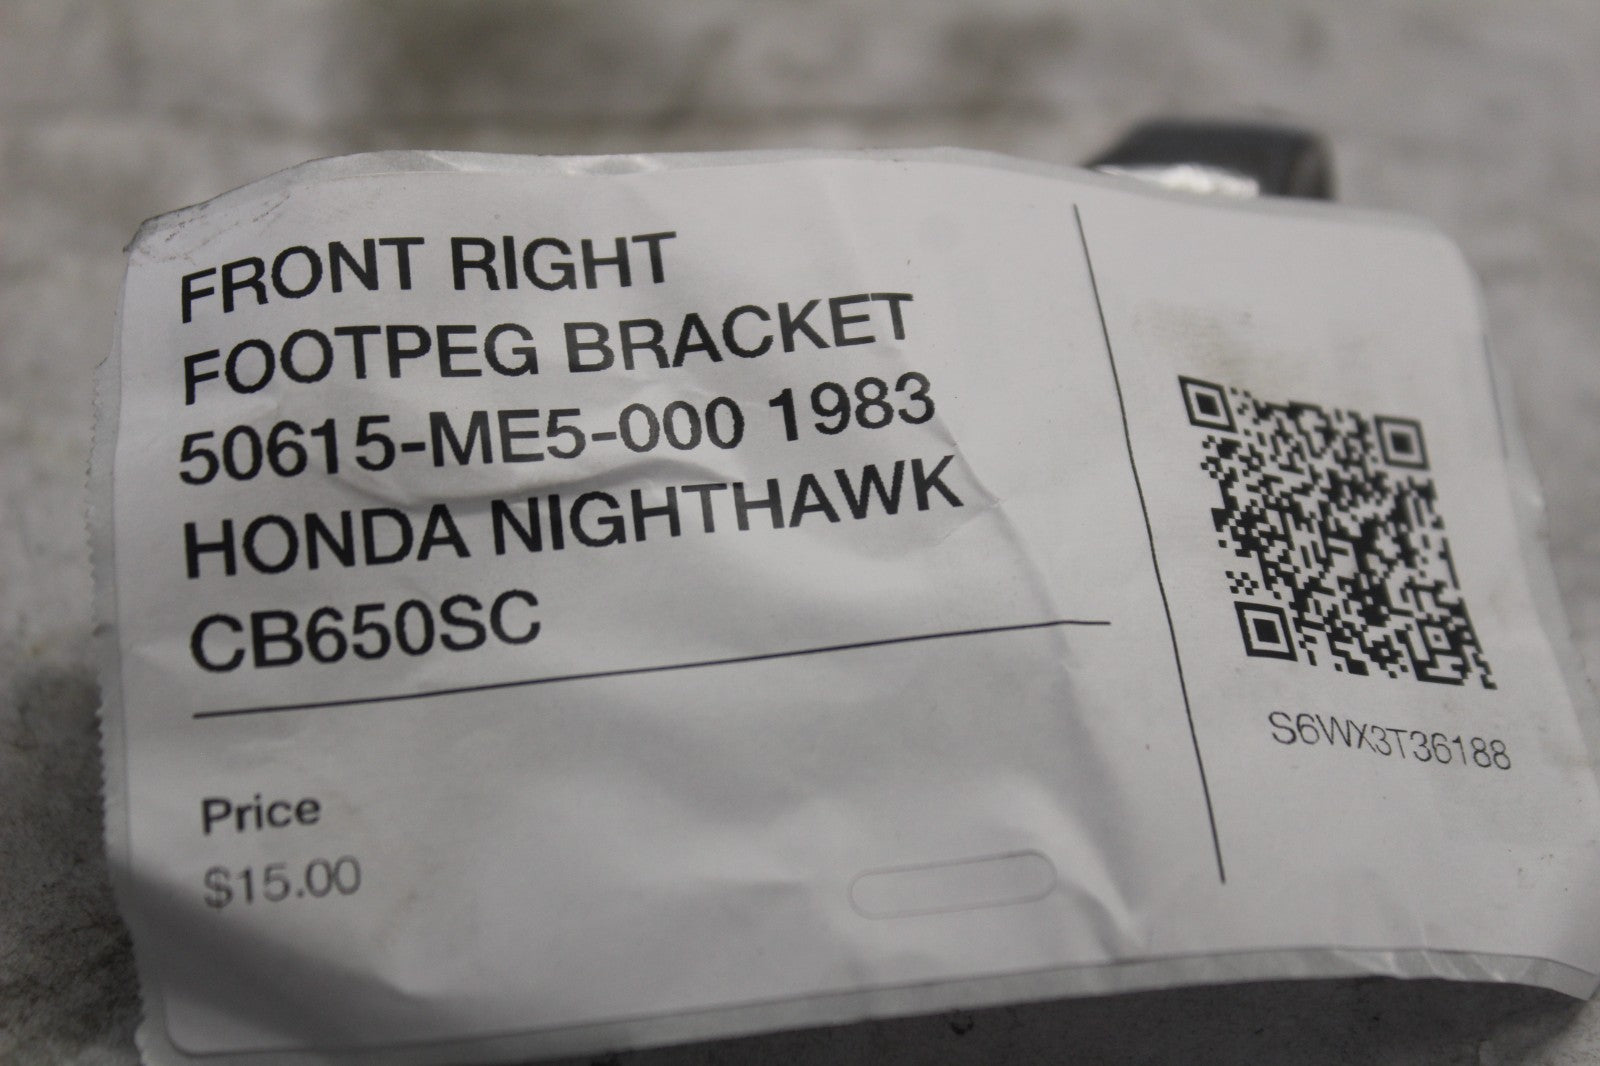 FRONT RIGHT
FOOTPEG BRACKET
50615-ME5-000 1983
HONDA NIGHTHAWK
CB650SC
Price
$15.00
S6WX3T36188